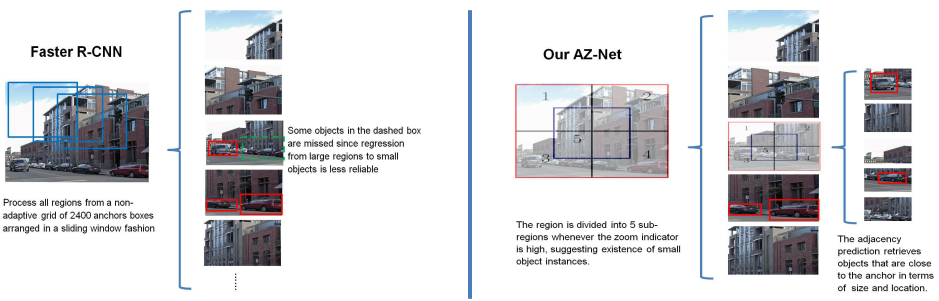 Faster R-CNN
Some objects in the dashed box
are missed since regression
from large regions to small
objects is less reliable
Process all regions from a non-
adaptive grid of 2400 anchors boxes
arranged in a sliding window fashion
Our AZ-Net
1
2
5
3
4
1
The region is divided into 5 sub-
regions whenever the zoom indicator
is high, suggesting existence of small
object instances.
The adjacency
prediction retrieves
objects that are close
to the anchor in terms
of size and location.